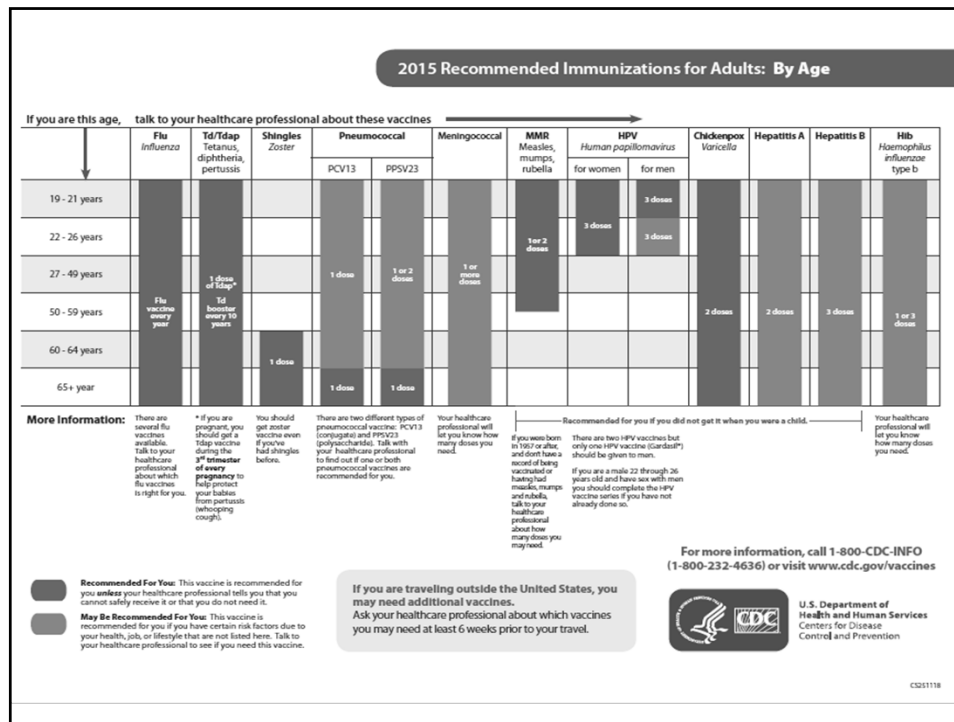 2015 Recommended Immunizations for Adults: By Age
If you are this age,
talk to your healthcare professional about these vaccines
Flu
Influenza
Td/Tdap
Tetanus,
diphtheria,
pertussis
Shingles
Zoster
Pneumococcal
PCV13
PPSV23
Meningococcal
MMR
Measles,
mumps,
rubella
HPV
Human papillomavirus
for women
for men
Chickenpox
Varicella
Hepatitis A
Hepatitis B
Hib
Haemophilus
influenzae
type b
19 - 21 years
22 - 26 years
27 - 49 years
50 - 59 years
60 - 64 years
65+ year
Flu
vaccine
every
year
1 dose
of Tdap*
Td
booster
every 10
years
1 dose
1 dose
1 dose
1 or 2
doses
1 dose
1 or
more
doses
1 or 2
doses
3 doses
3 doses
3 doses
2 doses
2 doses
3 doses
1 or 3
doses
More Information:
There are
several flu
vaccines
available.
Talk to your
healthcare
professional
about which
flu vaccines
is right for you.
* If you are
pregnant, you
should get a
Tdap vaccine
during the
3rd trimester
of every
pregnancy to
help protect
your babies
from pertussis
(whooping
cough).
You should
get zoster
vaccine even
if you've
had shingles
before.
There are two different types of
pneumococcal vaccine: PCV13
(conjugate) and PPSV23
(polysaccharide). Talk with
your healthcare professional
to find out if one or both
pneumococcal vaccines are
recommended for you.
Your healthcare
professional will
let you know how
many doses you
need.
Recommended for you if you did not get it when you were a child.
If you were born
in 1957 or after,
and don't have a
record of being
vaccinated or
having had
measles, mumps
and rubella,
talk to your
healthcare
professional
about how
many doses you
may need.
There are two HPV vaccines but
only one HPV vaccine (Gardasil®)
should be given to men.
If you are a male 22 through 26
years old and have sex with men
you should complete the HPV
vaccine series if you have not
already done so.
Your healthcare
professional will
let you know
how many doses
you need.
For more information, call 1-800-CDC-INFO
(1-800-232-4636) or visit www.cdc.gov/vaccines
Recommended For You: This vaccine is recommended for
you unless your healthcare professional tells you that you
cannot safely receive it or that you do not need it.
May Be Recommended For You: This vaccine is
recommended for you if you have certain risk factors due to
your health, job, or lifestyle that are not listed here. Talk to
your healthcare professional to see if you need this vaccine.
If you are traveling outside the United States, you
may need additional vaccines.
Ask your healthcare professional about which vaccines
you may need at least 6 weeks prior to your travel.
CDC
U.S. Department of
Health and Human Services
Centers for Disease
Control and Prevention
CS251118